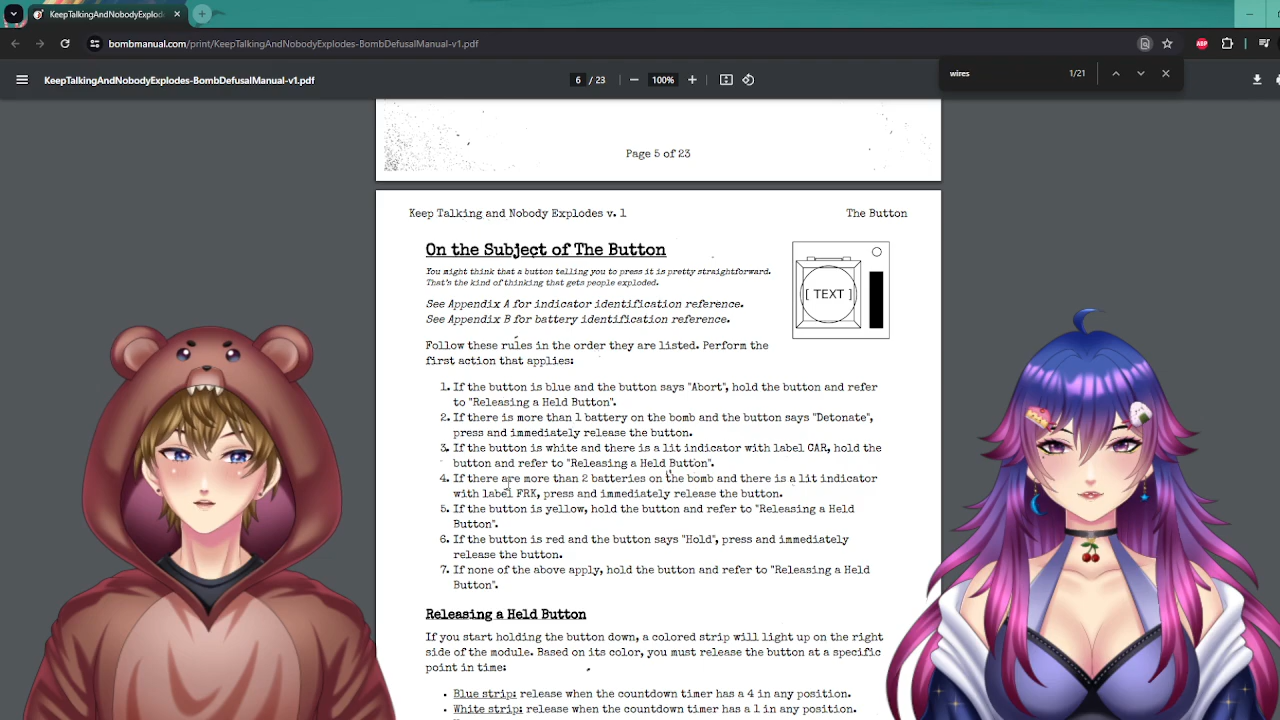 KeepTalkingAndNobodyExplod
bombmanual.com/print/KeepTalkingAndNobodyExplodes-BombDefusalManual-v1.pdf
ABP
KeepTalkingAndNobodyExplodes-BombDefusalManual-v1.pdf
6 / 23
100%
wires
1/21
Page 5 of 23
Keep Talking and Nobody Explodes v. 1
The Button
On the Subject of The Button
You might think that a button telling you to press it is pretty straightforward.
That's the kind of thinking that gets people exploded.
[ TEXT ]
See Appendix A for indicator identification reference.
See Appendix B for battery identification reference.
Follow these rules in the order they are listed. Perform the
first action that applies:
1. If the button is blue and the button says "Abort", hold the button and refer
to "Releasing a Held Button".
2. If there is more than 1 battery on the bomb and the button says "Detonate",
press and immediately release the button.
3. If the button is white and there is a lit indicator with label CAR, hold the
button and refer to "Releasing a Held Button".
4. If there are more than 2 batteries on the bomb and there is a lit indicator
with label FRK, press and immediately release the button.
5. If the button is yellow, hold the button and refer to "Releasing a Held
Button".
6. If the button is red and the button says "Hold", press and immediately
release the button.
7. If none of the above apply, hold the button and refer to "Releasing a Held
Button".
Releasing a Held Button
If you start holding the button down, a colored strip will light up on the right
side of the module. Based on its color, you must release the button at a specific
point in time:
• Blue strip: release when the countdown timer has a 4 in any position.
• White strip: release when the countdown timer has a 1 in any position.